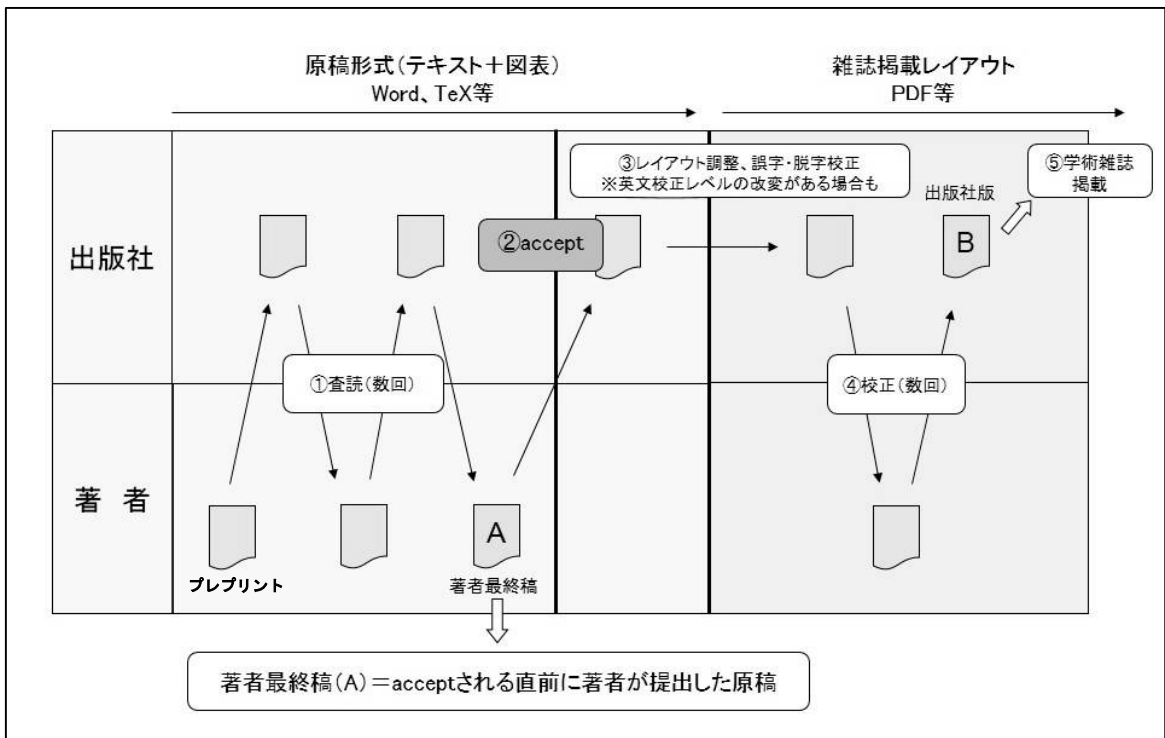 原稿形式（テキスト＋図表）
Word、TeX等
雑誌掲載レイアウト
PDF等
③レイアウト調整、誤字・脱字校正
※英文校正レベルの改変がある場合も
⑤学術雑誌
掲載
出版社版
出版社
②accept
B
①査読（数回）
④校正（数回）
著　者
A
プレプリント
著者最終稿
著者最終稿（A）＝acceptされる直前に著者が提出した原稿